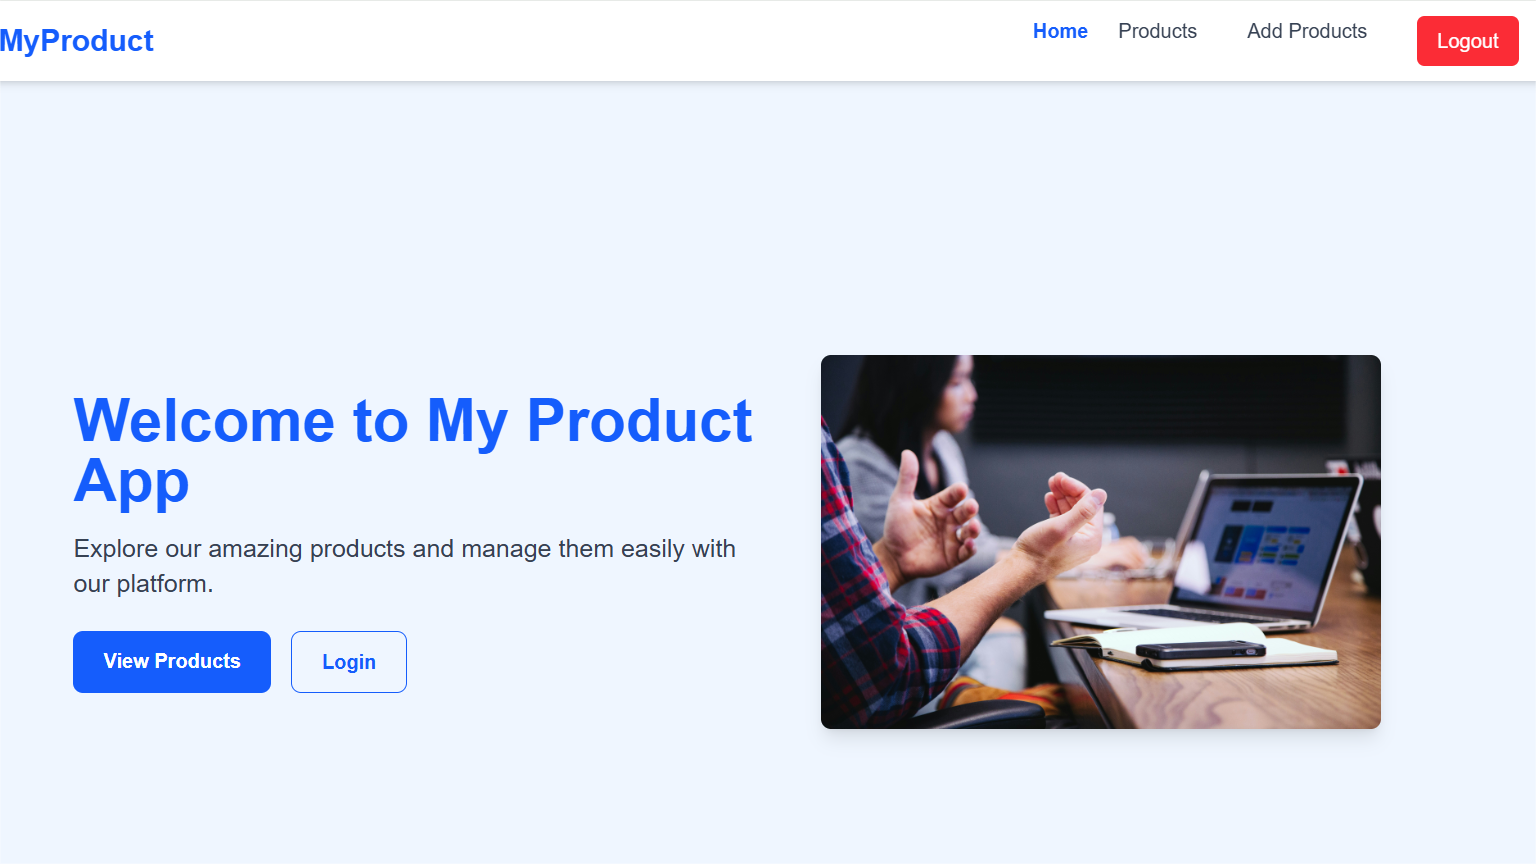 MyProduct
Home
Products
Add Products
Logout
Welcome to My Product
App
Explore our amazing products and manage them easily with
our platform.
View Products
Login